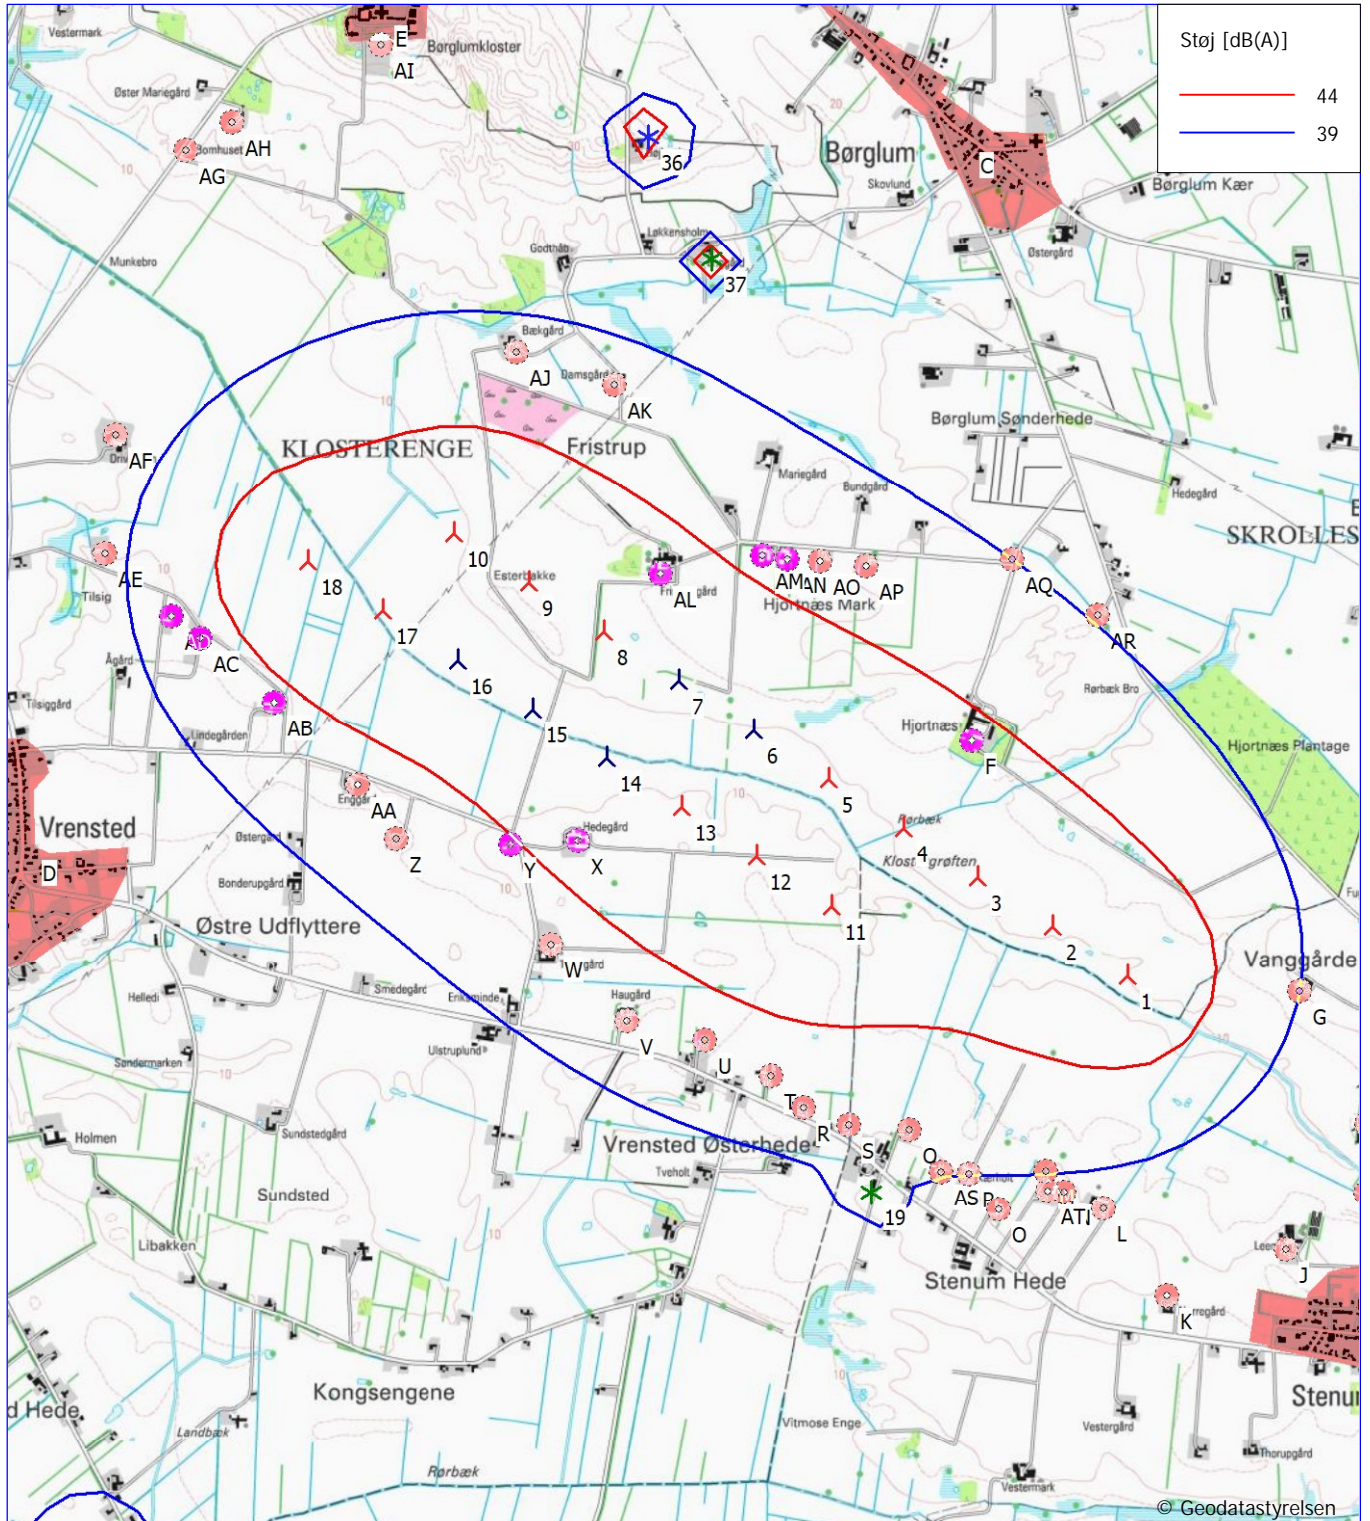 Støj [dB(A)]
44
39
Vestermark
E
Børglumkloster
AI
Øster Mariegård
AH
Bomhuset
AG
36
Børglum
C
Skovlund
Børglum Kær
Løkkensholm
Godthåb
Østergård
Munkebro
37
Bækgård
AJ
Damsgård
AK
Børglum Sønderhede
KLOSTERENGE
Fristrup
AF
Mariegård
Bundgård
Hedegård
SKROLLES
10
AE
Tilsig
18
Esterbakke
9
AL
AM
AN
AO
AP
AQ
Hjortnæs Mark
17
AR
8
AC
Ågård
16
7
Rørbæk Bro
Tilsiggård
AB
Lindegården
15
6
Hjortnæs
F
Hjortnæs Plantage
Enggård
AA
14
5
10
13
Vrensted
Østergård
Z
Hedegård
Y
X
Rørbæk
4
12
D
Bonderupgård
3
Østre Udflyttere
11
2
W
Vanggårde
Helledi
Smedegård
Eriksminde
1
G
Haugård
V
Ulstruplund
U
Søndermarken
T
Holmen
Sundstedgård
R
Vrensted Østerhede
S
Tveholt
Q
AS
P
Sundsted
19
O
L
Libakken
J
Stenum Hede
K
Kongsengene
d Hede
Landbæk
Vitmose Enge
Vestergård
Thorupgård
Rørbæk
Vestermark
© Geodatastyrelsen